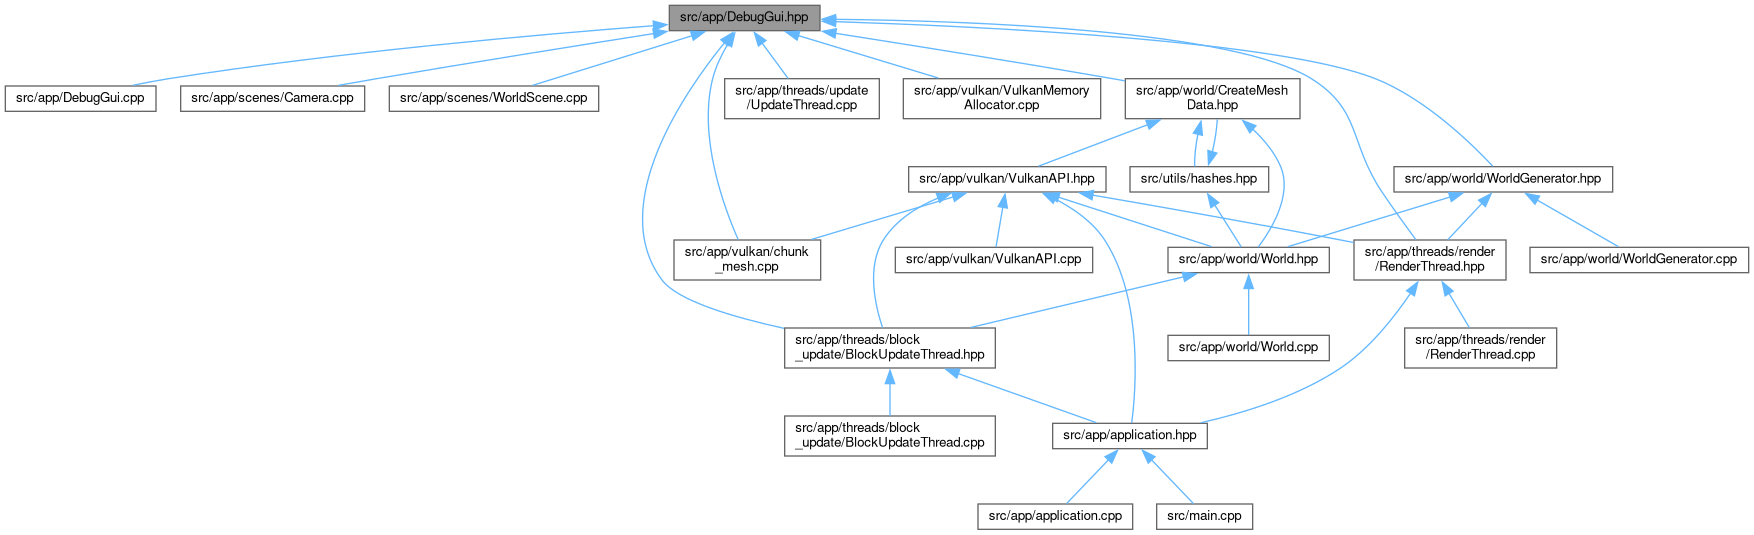 src/app/DebugGui.hpp
src/app/DebugGui.cpp
src/app/scenes/Camera.cpp
src/app/scenes/WorldScene.cpp
src/app/threads/update
/UpdateThread.cpp
src/app/vulkan/VulkanMemory
Allocator.cpp
src/app/world/CreateMesh
Data.hpp
src/app/vulkan/VulkanAPI.hpp
src/utils/hashes.hpp
src/app/world/WorldGenerator.hpp
src/app/vulkan/chunk
_mesh.cpp
src/app/vulkan/VulkanAPI.cpp
src/app/world/World.hpp
src/app/threads/render
/RenderThread.hpp
src/app/world/WorldGenerator.cpp
src/app/threads/block
_update/BlockUpdateThread.hpp
src/app/world/World.cpp
src/app/threads/render
/RenderThread.cpp
src/app/threads/block
_update/BlockUpdateThread.cpp
src/app/application.hpp
src/app/application.cpp
src/main.cpp